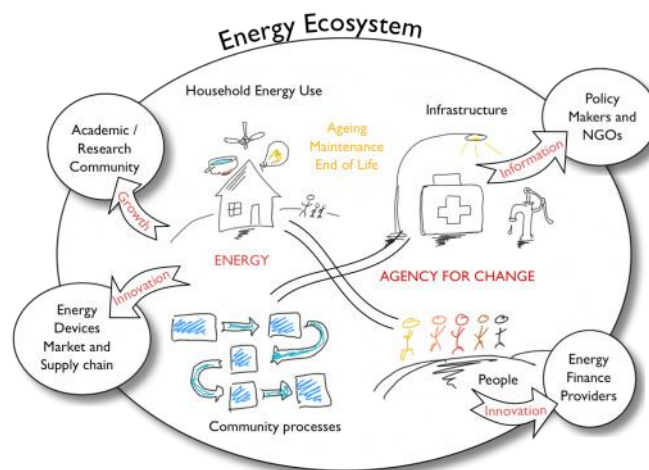 Energy Ecosystem
Household Energy Use
Infrastructure
Policy
Makers and
NGOs
Academic /
Research
Community
Ageing
Maintenance
End of Life
Information
Growth
ENERGY
AGENCY FOR CHANGE
Innovation
Energy
Devices
Market and
Supply chain
Energy
Finance
Providers
People
Innovation
Community processes